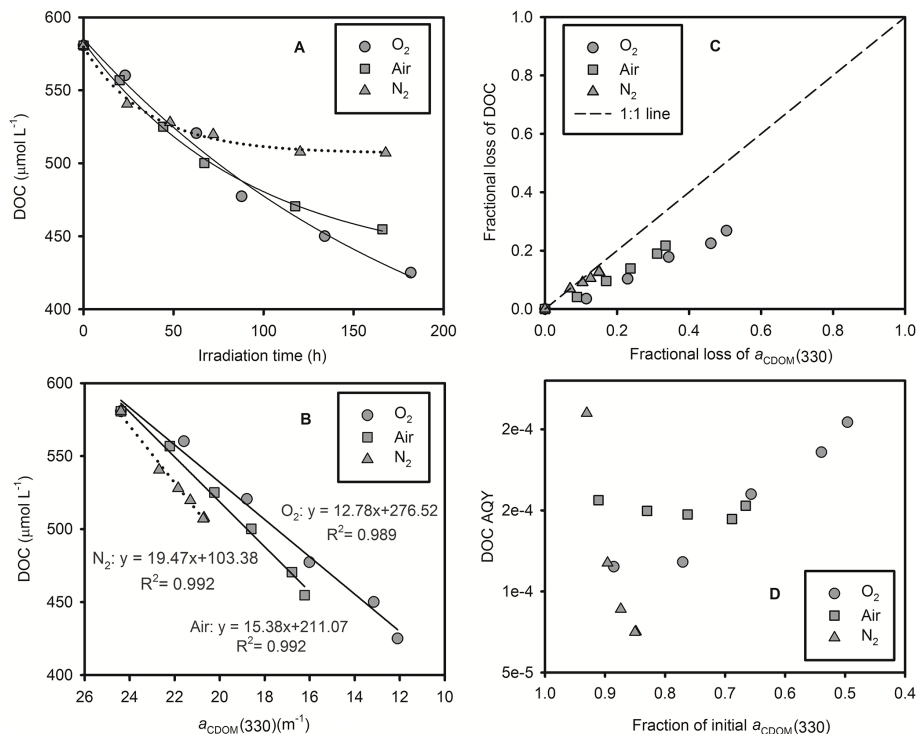 A
O2
Air
N2
600
550
500
450
400
DOC (μmol L-1)
0
50
100
150
200
Irradiation time (h)
C
O2
Air
N2
1:1 line
1.0
0.8
0.6
0.4
0.2
0.0
Fractional loss of DOC
0.0
0.2
0.4
0.6
0.8
1.0
Fractional loss of aCDOM(330)
B
O2
Air
N2
600
550
500
450
400
DOC (μmol L-1)
O2: y = 12.78x+276.52
R2= 0.989
N2: y = 19.47x+103.38
R2= 0.992
Air: y = 15.38x+211.07
R2= 0.992
26
24
22
20
18
16
14
12
10
aCDOM(330)(m-1)
2e-4
2e-4
1e-4
5e-5
DOC AQY
D
O2
Air
N2
1.0
0.9
0.8
0.7
0.6
0.5
0.4
Fraction of initial aCDOM(330)